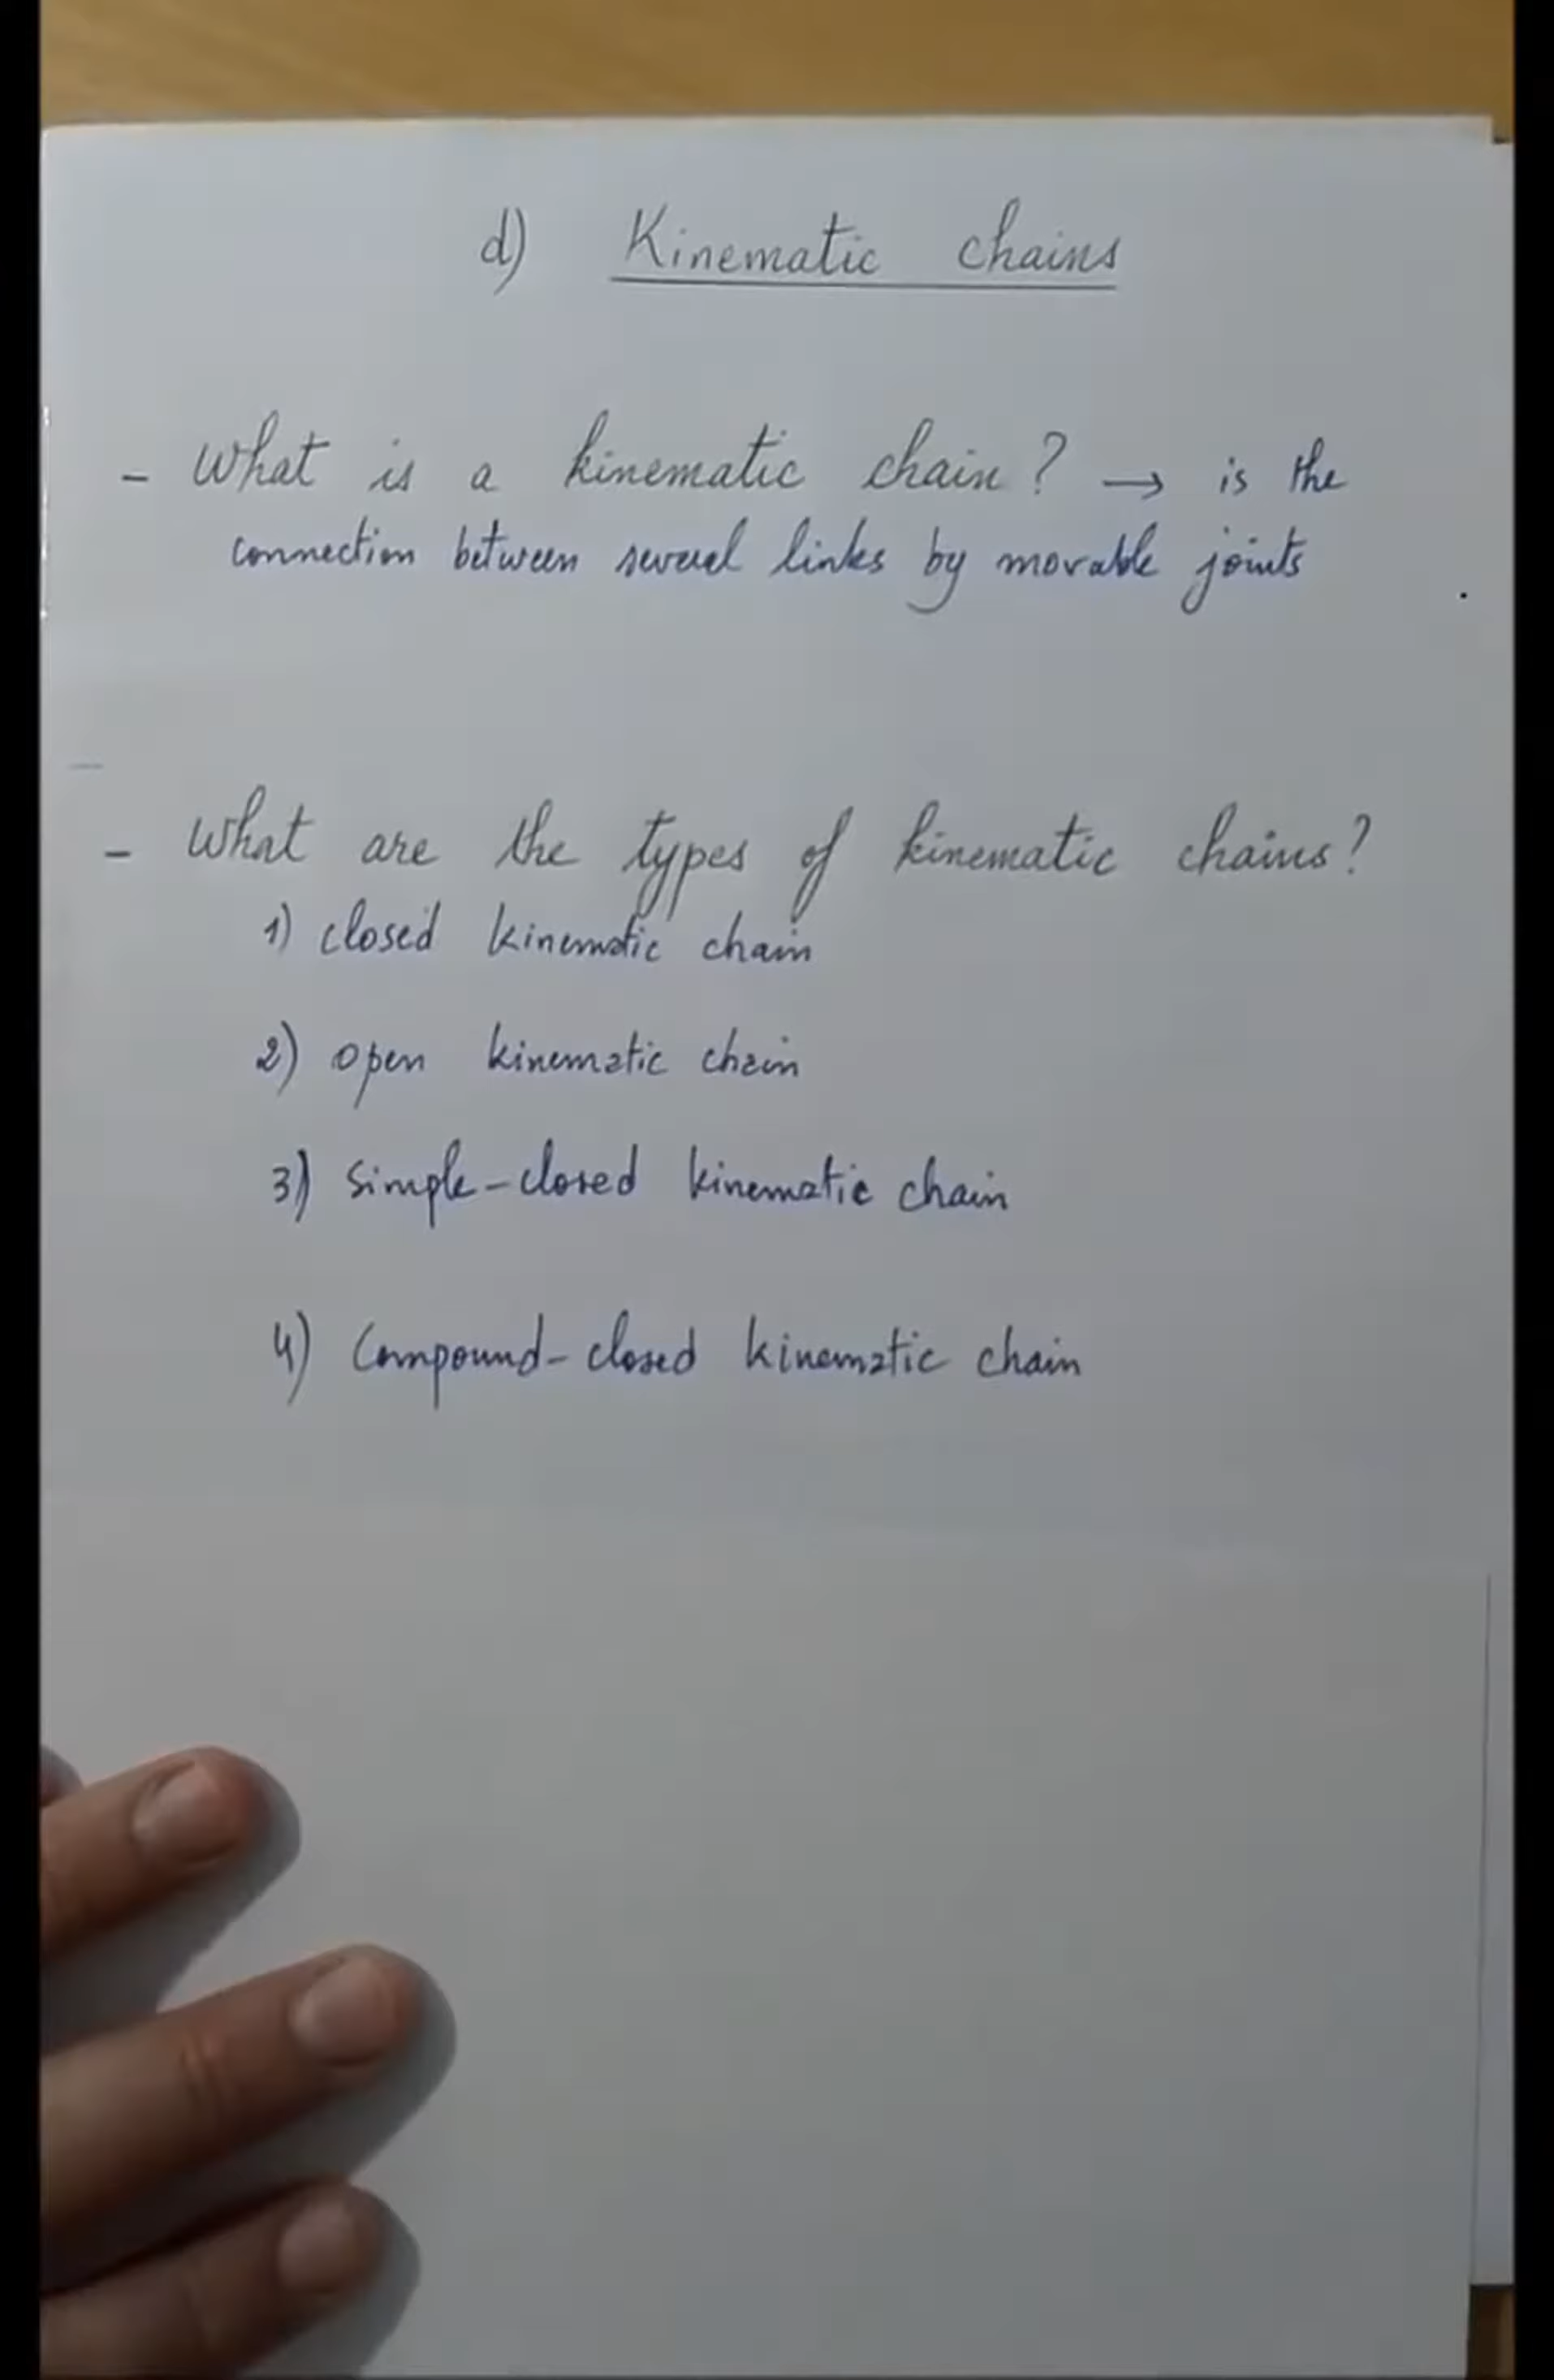 d) Kinematic chains
- What is a kinematic chain? → is the
connection between several links by movable joints
- What are the types of kinematic chains?
1) closed kinematic chain
2) open kinematic chain
3) Simple-closed kinematic chain
4) Compound-closed kinematic chain